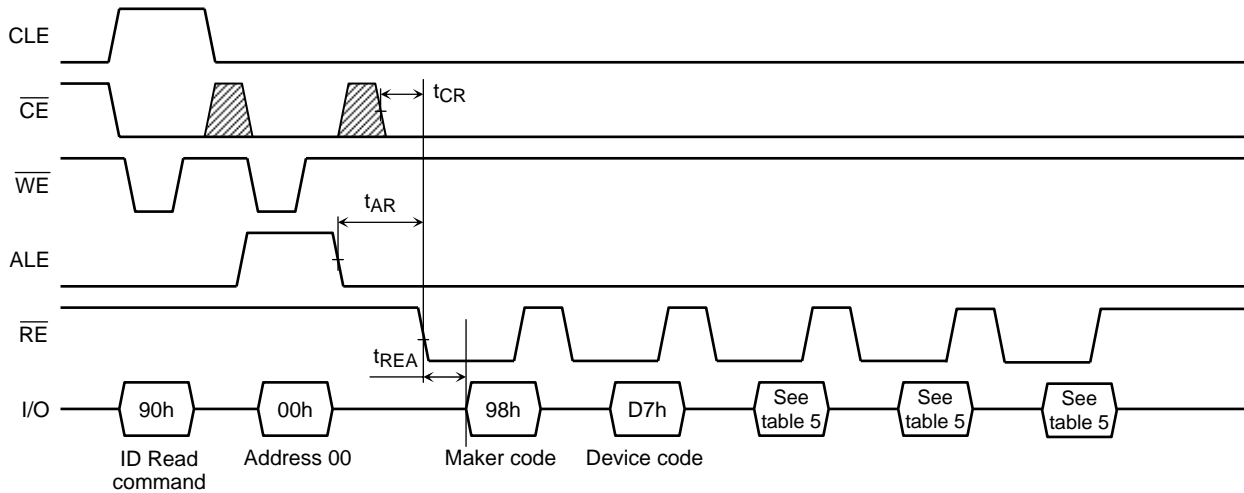 CLE
CE
tCR
WE
tAR
ALE
RE
tREA
I/O
90h
00h
98h
D7h
See
table 5
See
table 5
See
table 5
ID Read
command
Address 00
Maker code
Device code